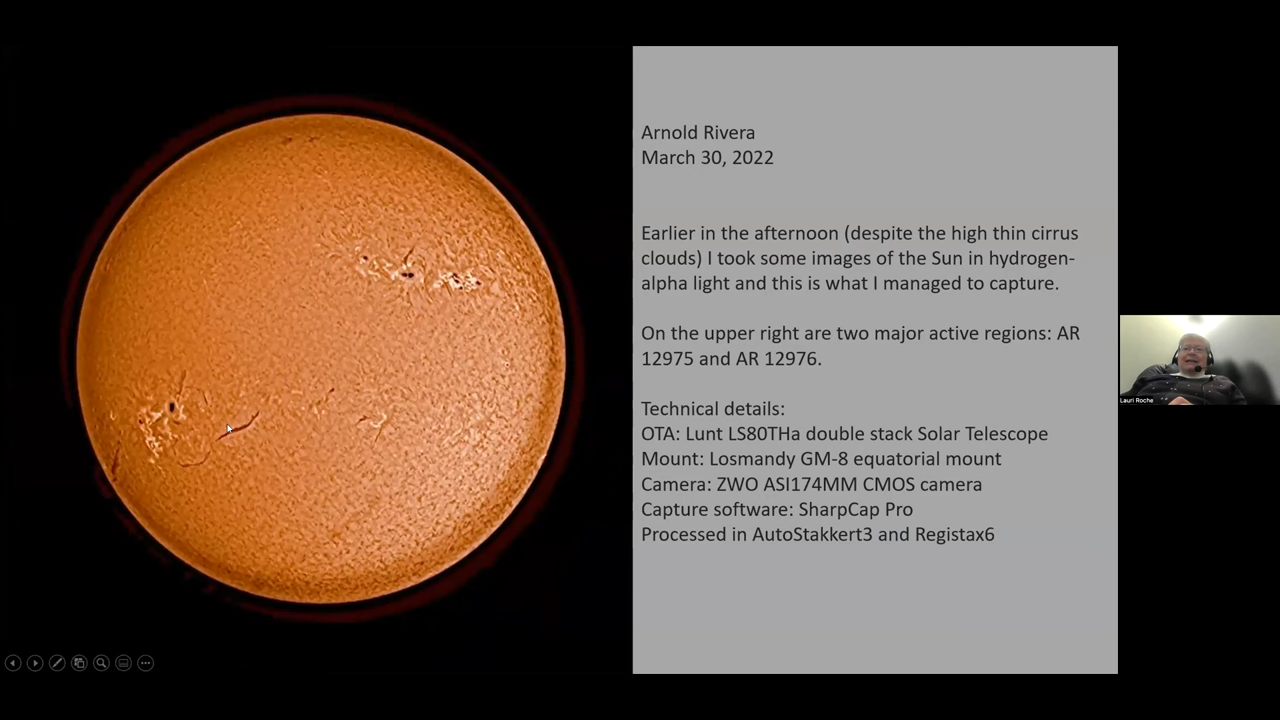 Arnold Rivera
March 30, 2022
Earlier in the afternoon (despite the high thin cirrus
clouds) I took some images of the Sun in hydrogen-
alpha light and this is what I managed to capture.
On the upper right are two major active regions: AR
12975 and AR 12976.
Technical details:
OTA: Lunt LS80THa double stack Solar Telescope
Mount: Losmandy GM-8 equatorial mount
Camera: ZWO ASI174MM CMOS camera
Capture software: SharpCap Pro
Processed in AutoStakkert3 and Registax6
Lauri Roche